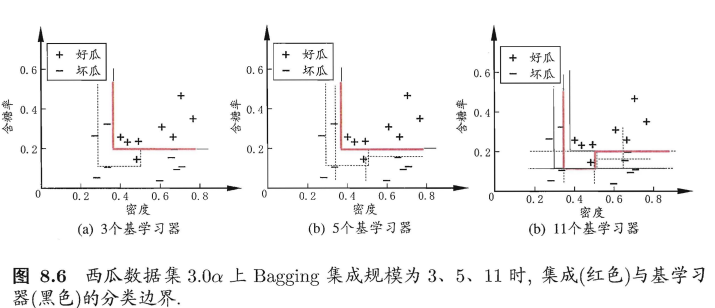 + 好瓜
− 坏瓜
0.6
0.4
0.2
含糖率
0
0.2
0.4
0.6
0.8
密度
(a) 3个基学习器
+ 好瓜
− 坏瓜
0.6
0.4
0.2
含糖率
0
0.2
0.4
0.6
0.8
密度
(b) 5个基学习器
+ 好瓜
− 坏瓜
0.6
0.4
0.2
含糖率
0
0.2
0.4
0.6
0.8
密度
(b) 11个基学习器
图 8.6 西瓜数据集 3.0α 上 Bagging 集成规模为 3、5、11 时, 集成(红色)与基学习
器(黑色)的分类边界.